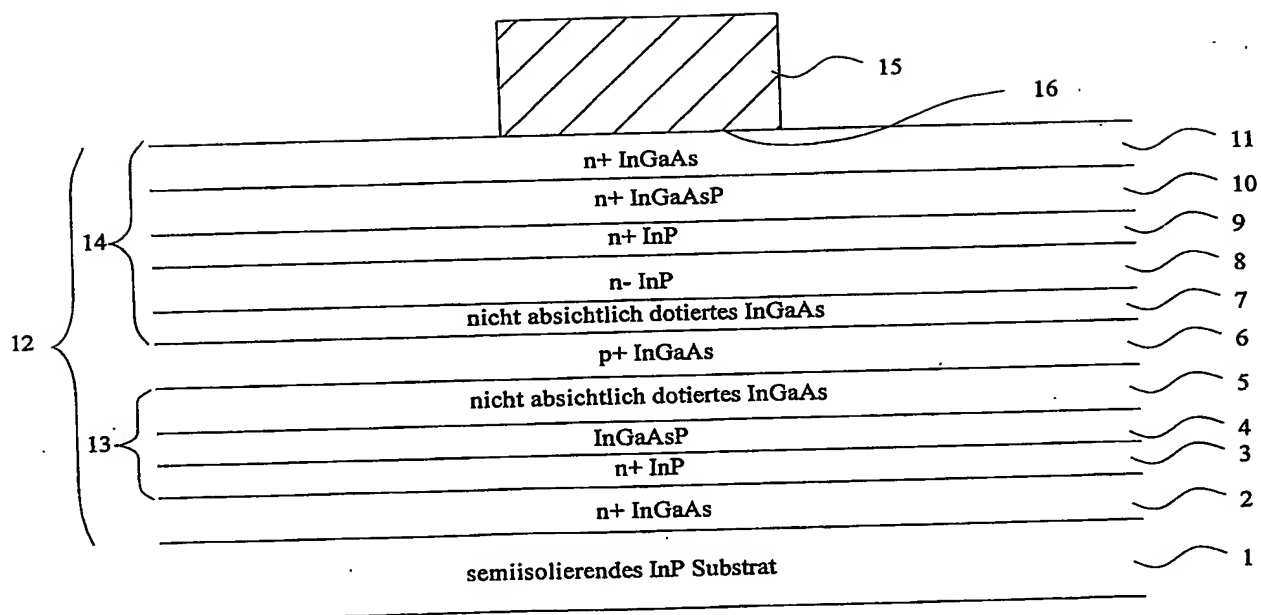 15
16
n+ InGaAs 11
n+ InGaAsP 10
14 n+ InP 9
n- InP 8
nicht absichtlich dotiertes InGaAs 7
12 p+ InGaAs 6
nicht absichtlich dotiertes InGaAs 5
13 InGaAsP 4
n+ InP 3
n+ InGaAs 2
semiisolierendes InP Substrat 1